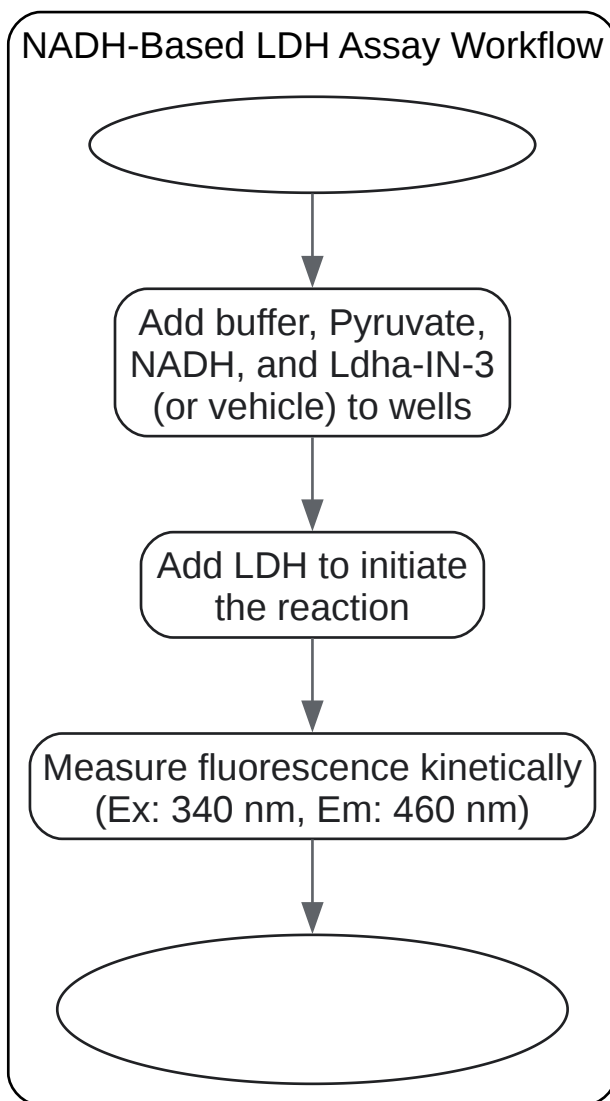 NADH-Based LDH Assay Workflow
Add buffer, Pyruvate,
NADH, and Ldha-IN-3
(or vehicle) to wells
Add LDH to initiate
the reaction
Measure fluorescence kinetically
(Ex: 340 nm, Em: 460 nm)